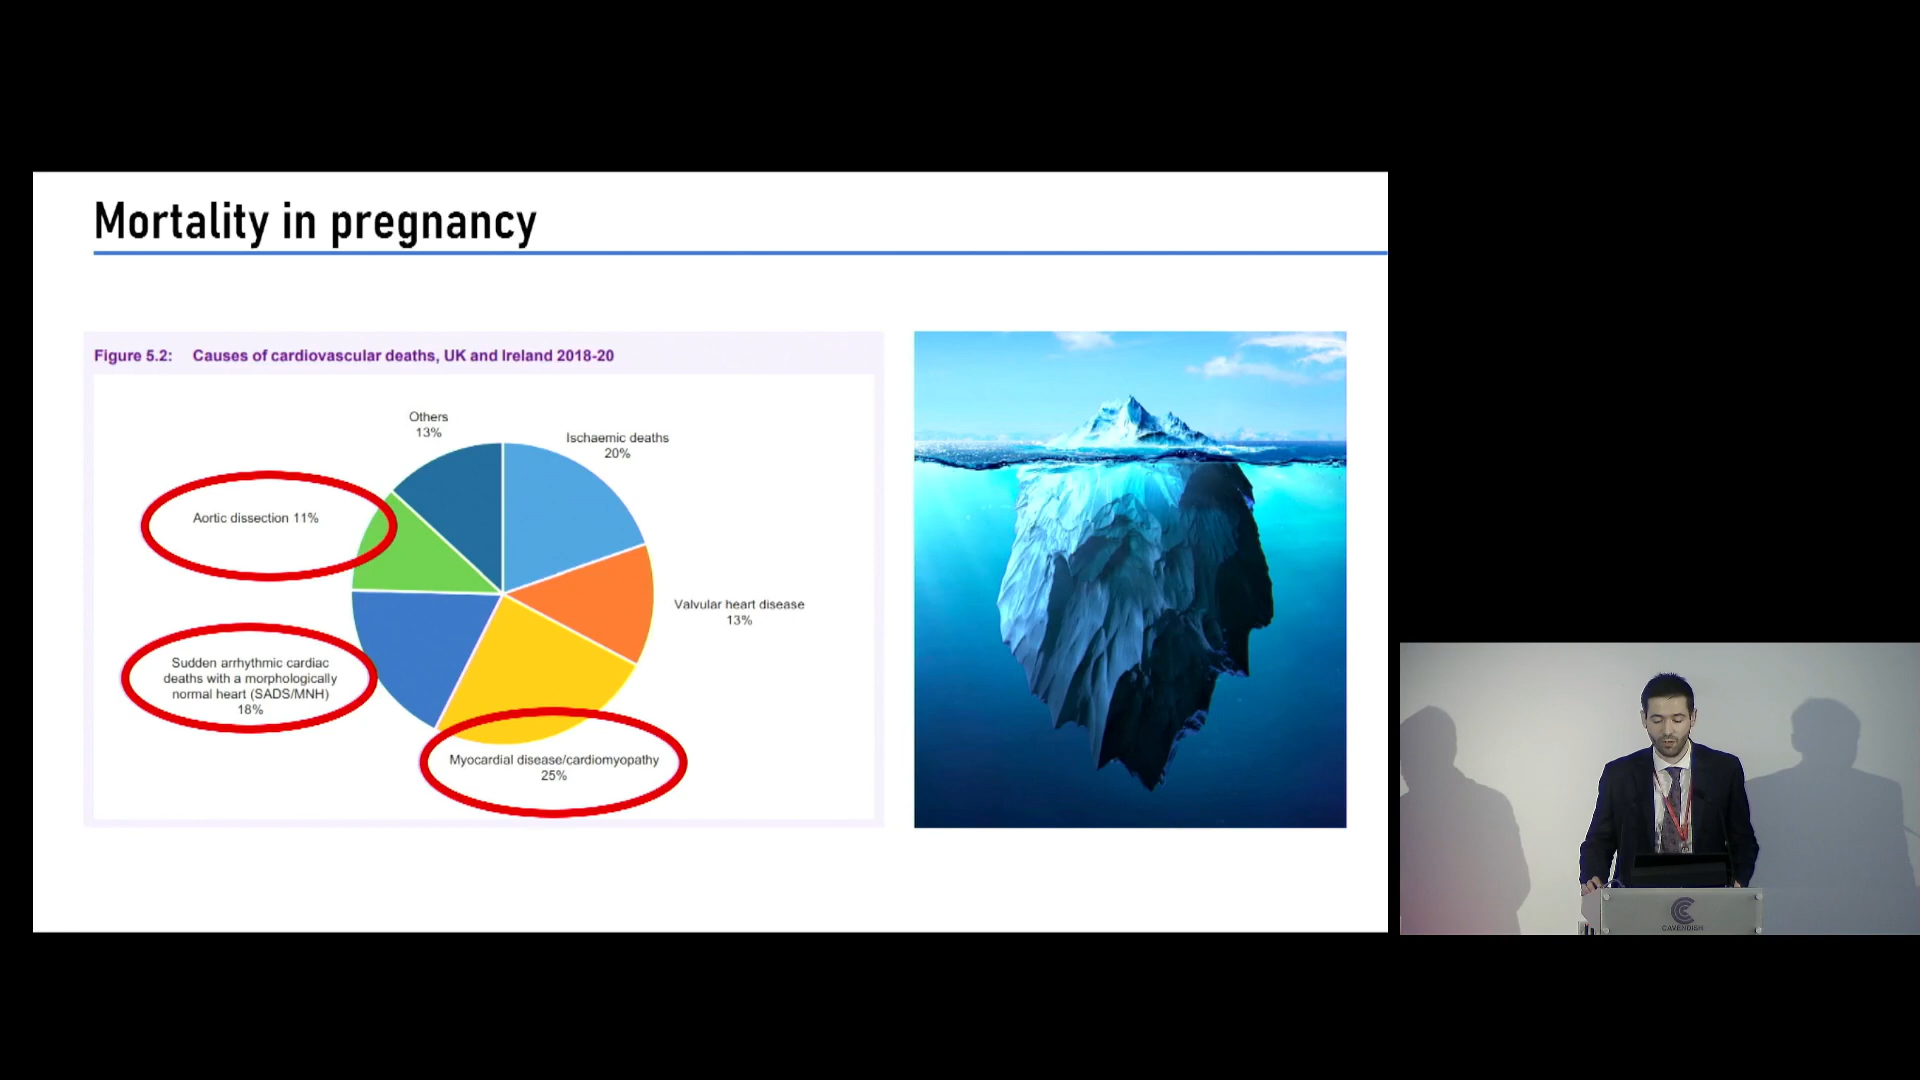 Mortality in pregnancy
Figure 5.2: Causes of cardiovascular deaths, UK and Ireland 2018-20
Others
13%
Ischaemic deaths
20%
Aortic dissection 11%
Valvular heart disease
13%
Sudden arrhythmic cardiac
deaths with a morphologically
normal heart (SADS/MNH)
18%
Myocardial disease/cardiomyopathy
25%
CAVENDISH